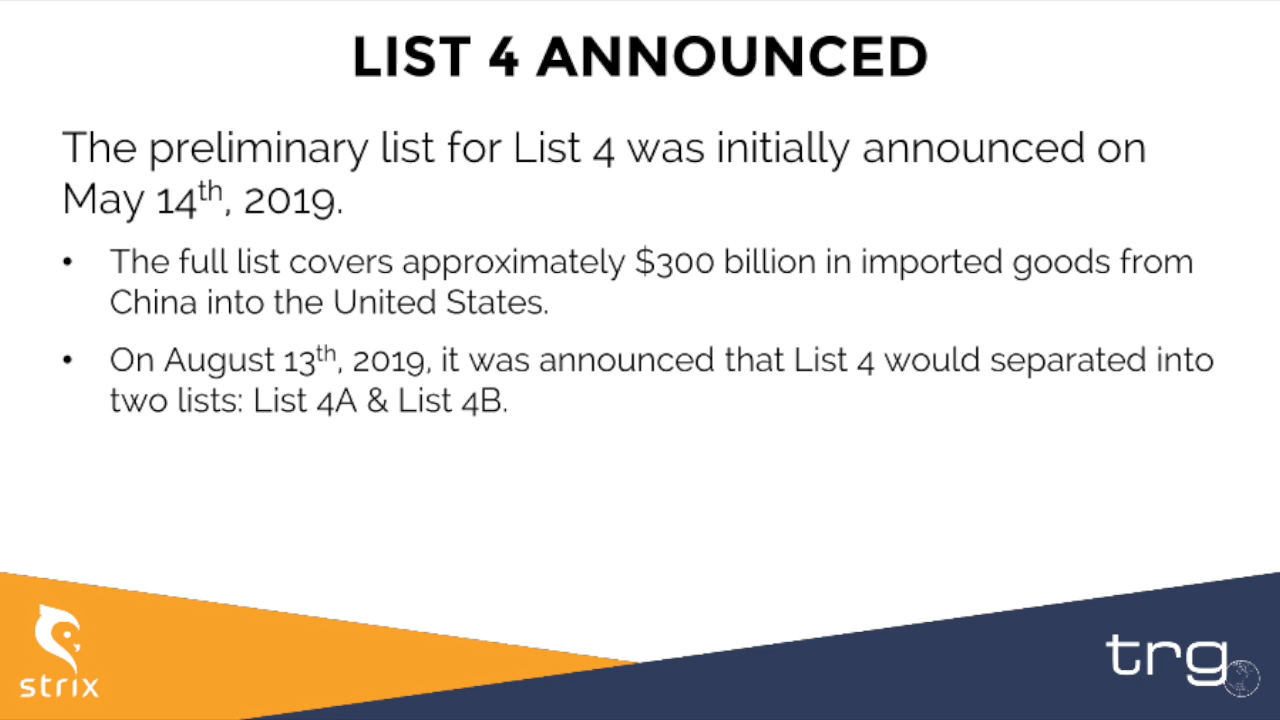 LIST 4 ANNOUNCED
The preliminary list for List 4 was initially announced on
May 14th, 2019.
• The full list covers approximately $300 billion in imported goods from
China into the United States.
• On August 13th, 2019, it was announced that List 4 would separated into
two lists: List 4A & List 4B.
strix
trg